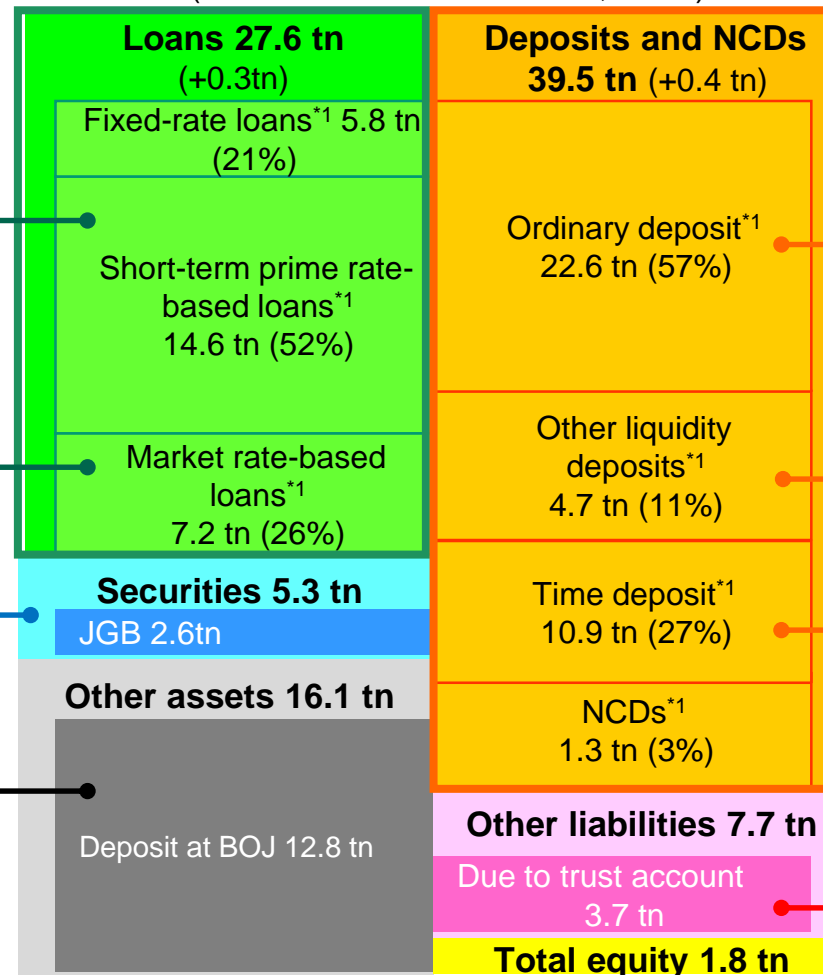 Loans 27.6 tn
(+0.3tn)
Fixed-rate loans*1 5.8 tn
(21%)
Short-term prime rate-
based loans*1
14.6 tn (52%)
Market rate-based
loans*1
7.2 tn (26%)
Securities 5.3 tn
JGB 2.6tn
Other assets 16.1 tn
Deposit at BOJ 12.8 tn
Deposits and NCDs
39.5 tn (+0.4 tn)
Ordinary deposit*1
22.6 tn (57%)
Other liquidity
deposits*1
4.7 tn (11%)
Time deposit*1
10.9 tn (27%)
NCDs*1
1.3 tn (3%)
Other liabilities 7.7 tn
Due to trust account
3.7 tn
Total equity 1.8 tn